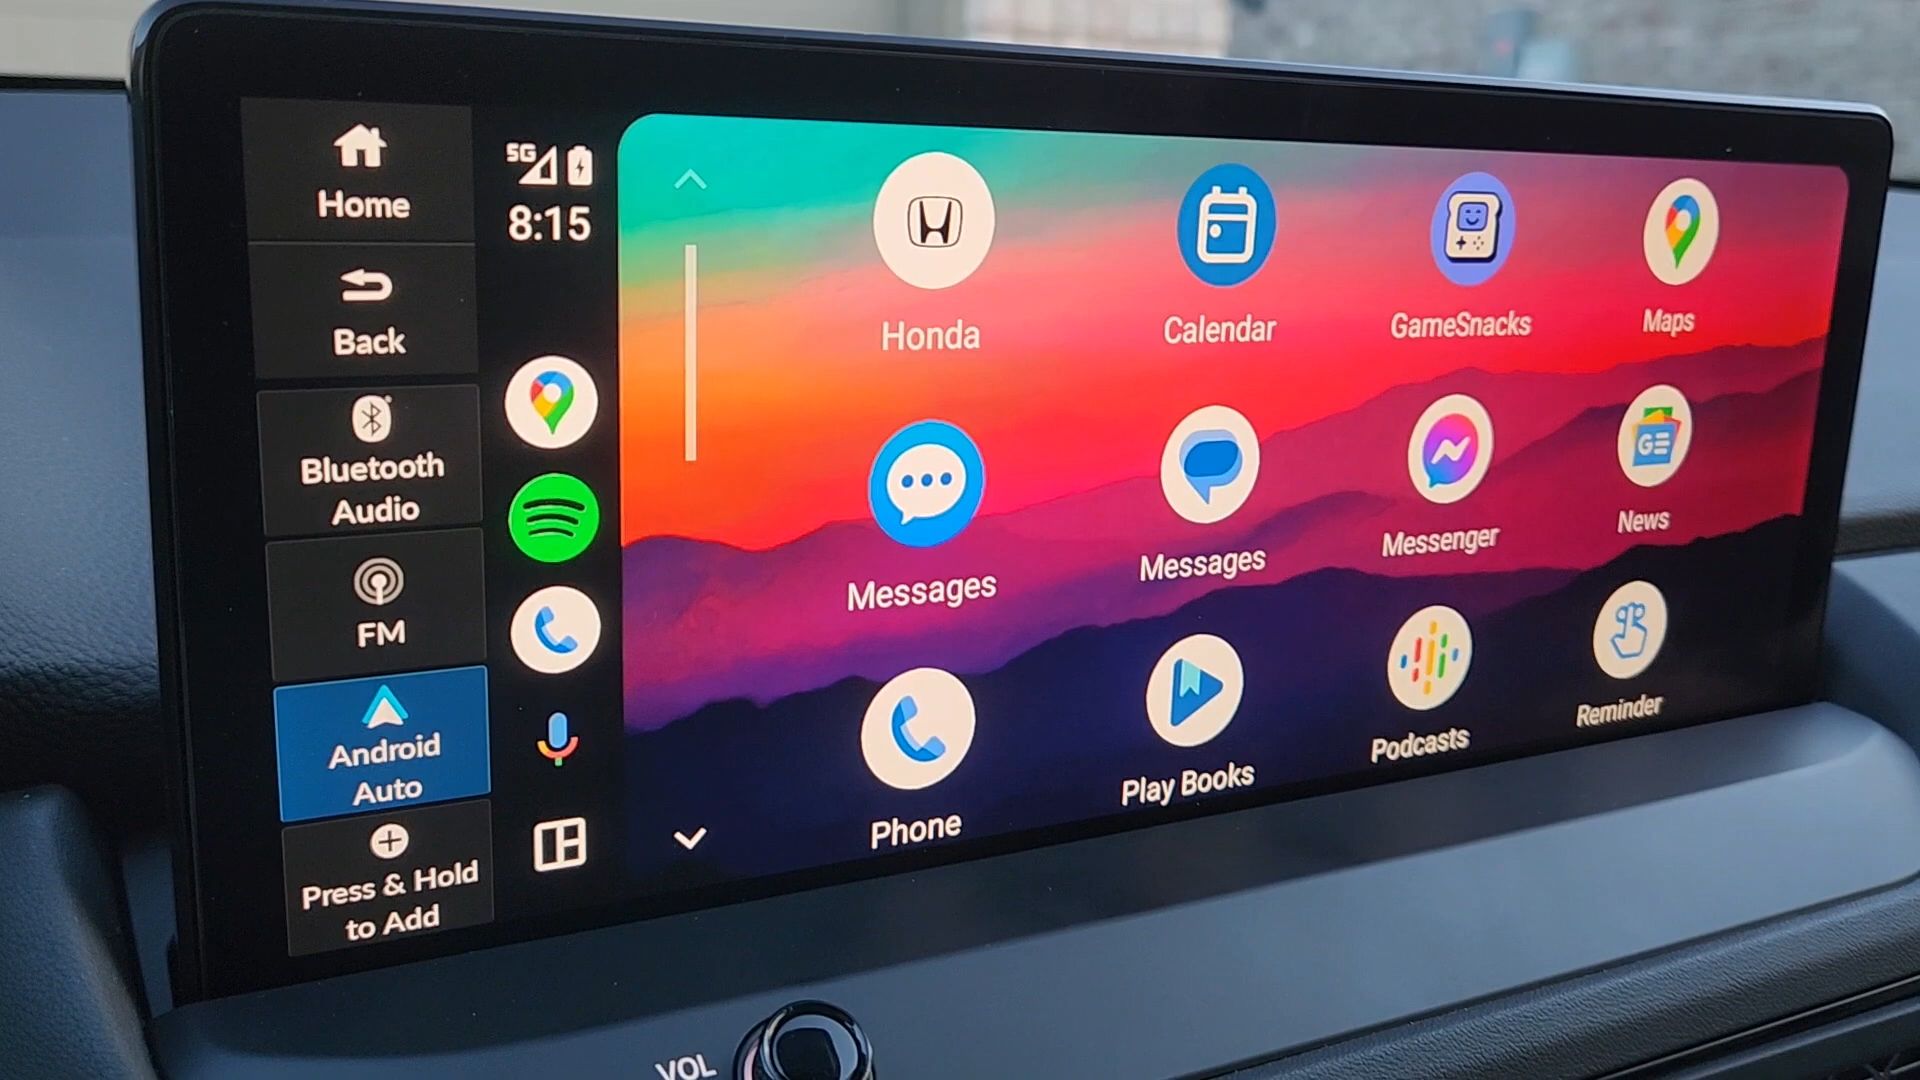 Home
Back
Bluetooth
Audio
FM
Android
Auto
Press & Hold
to Add
5G
8:15
Honda
Calendar
GameSnacks
Maps
Messages
Messages
Messenger
GE
News
Phone
Play Books
Podcasts
Reminder
VOL